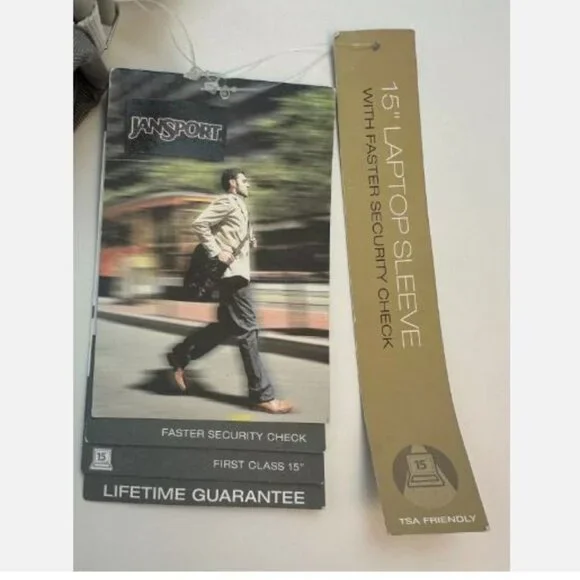 JANSPORT
FASTER SECURITY CHECK
15
FIRST CLASS 15"
LIFETIME GUARANTEE
15" LAPTOP SLEEVE
WITH FASTER SECURITY CHECK
15
TSA FRIENDLY